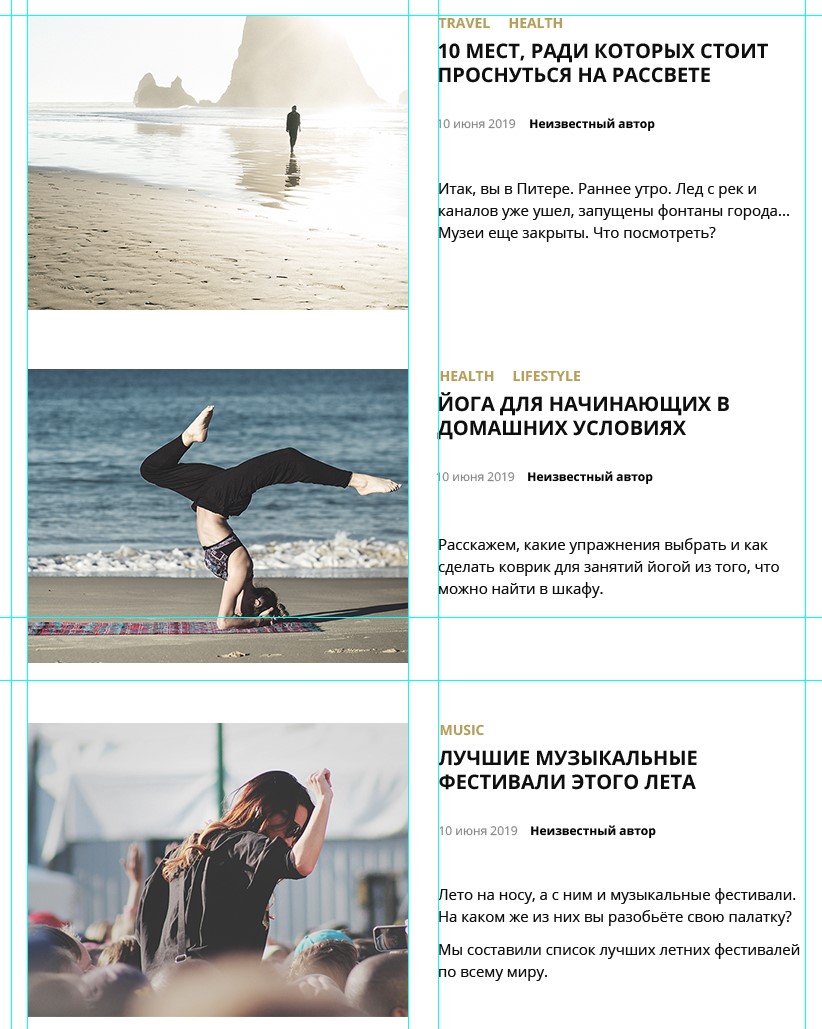 TRAVEL HEALTH
10 МЕСТ, РАДИ КОТОРЫХ СТОИТ
ПРОСНУТЬСЯ НА РАССВЕТЕ
10 июня 2019 Неизвестный автор
Итак, вы в Питере. Раннее утро. Лед с рек и
каналов уже ушел, запущены фонтаны города...
Музеи еще закрыты. Что посмотреть?
HEALTH LIFESTYLE
ЙОГА ДЛЯ НАЧИНАЮЩИХ В
ДОМАШНИХ УСЛОВИЯХ
10 июня 2019 Неизвестный автор
Расскажем, какие упражнения выбрать и как
сделать коврик для занятий йогой из того, что
можно найти в шкафу.
MUSIC
ЛУЧШИЕ МУЗЫКАЛЬНЫЕ
ФЕСТИВАЛИ ЭТОГО ЛЕТА
10 июня 2019 Неизвестный автор
Лето на носу, а с ним и музыкальные фестивали.
На каком же из них вы разобьёте свою палатку?
Мы составили список лучших летних фестивалей
по всему миру.